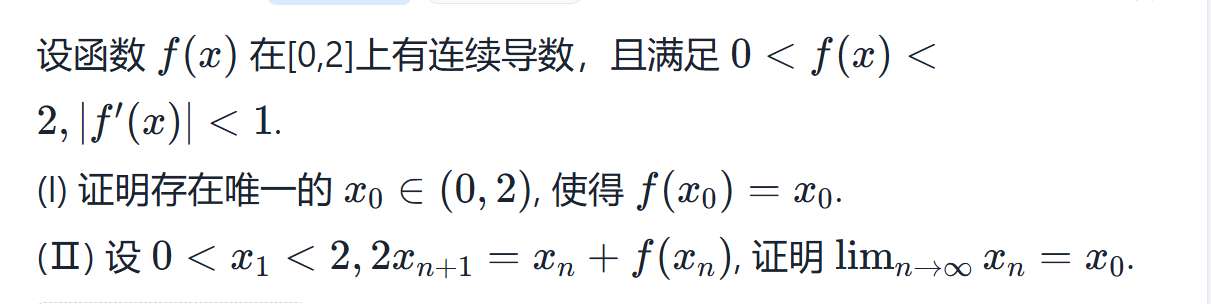 设函数 f(x) 在[0,2]上有连续导数，且满足 0 < f(x) <
2, |f′(x)| < 1.
(I) 证明存在唯一的 x₀ ∈ (0, 2), 使得 f(x₀) = x₀.
(Ⅱ) 设 0 < x₁ < 2, 2xₙ₊₁ = xₙ + f(xₙ), 证明 limₙ→∞ xₙ = x₀.